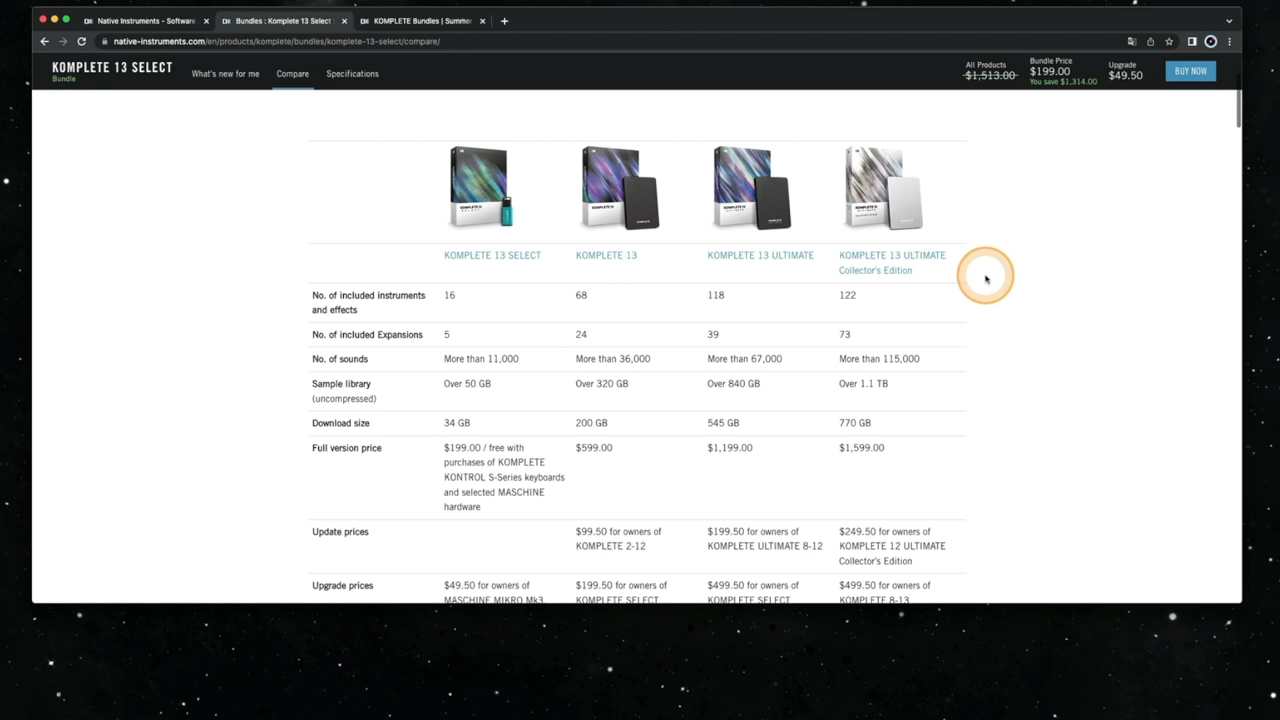 Native Instruments - Software
Bundles : Komplete 13 Select
KOMPLETE Bundles | Summer
native-instruments.com/en/products/komplete/bundles/komplete-13-select/compare/
KOMPLETE 13 SELECT
Bundle
What's new for me
Compare
Specifications
All Products
$1,513.00
Bundle Price
$199.00
You save $1,314.00
Upgrade
$49.50
BUY NOW
KOMPLETE 13 SELECT KOMPLETE 13 KOMPLETE 13 ULTIMATE KOMPLETE 13 ULTIMATE
Collector's Edition
No. of included instruments 16 68 118 122
and effects
No. of included Expansions 5 24 39 73
No. of sounds More than 11,000 More than 36,000 More than 67,000 More than 115,000
Sample library Over 50 GB Over 320 GB Over 840 GB Over 1.1 TB
(uncompressed)
Download size 34 GB 200 GB 545 GB 770 GB
Full version price $199.00 / free with $599.00 $1,199.00 $1,599.00
purchases of KOMPLETE
KONTROL S-Series keyboards
and selected MASCHINE
hardware
Update prices $99.50 for owners of $199.50 for owners of $249.50 for owners of
KOMPLETE 2-12 KOMPLETE ULTIMATE 8-12 KOMPLETE 12 ULTIMATE
Collector's Edition
Upgrade prices $49.50 for owners of $199.50 for owners of $499.50 for owners of $499.50 for owners of
MASCHINE MIKRO Mk3 KOMPLETE SELECT KOMPLETE SELECT KOMPLETE 8-13